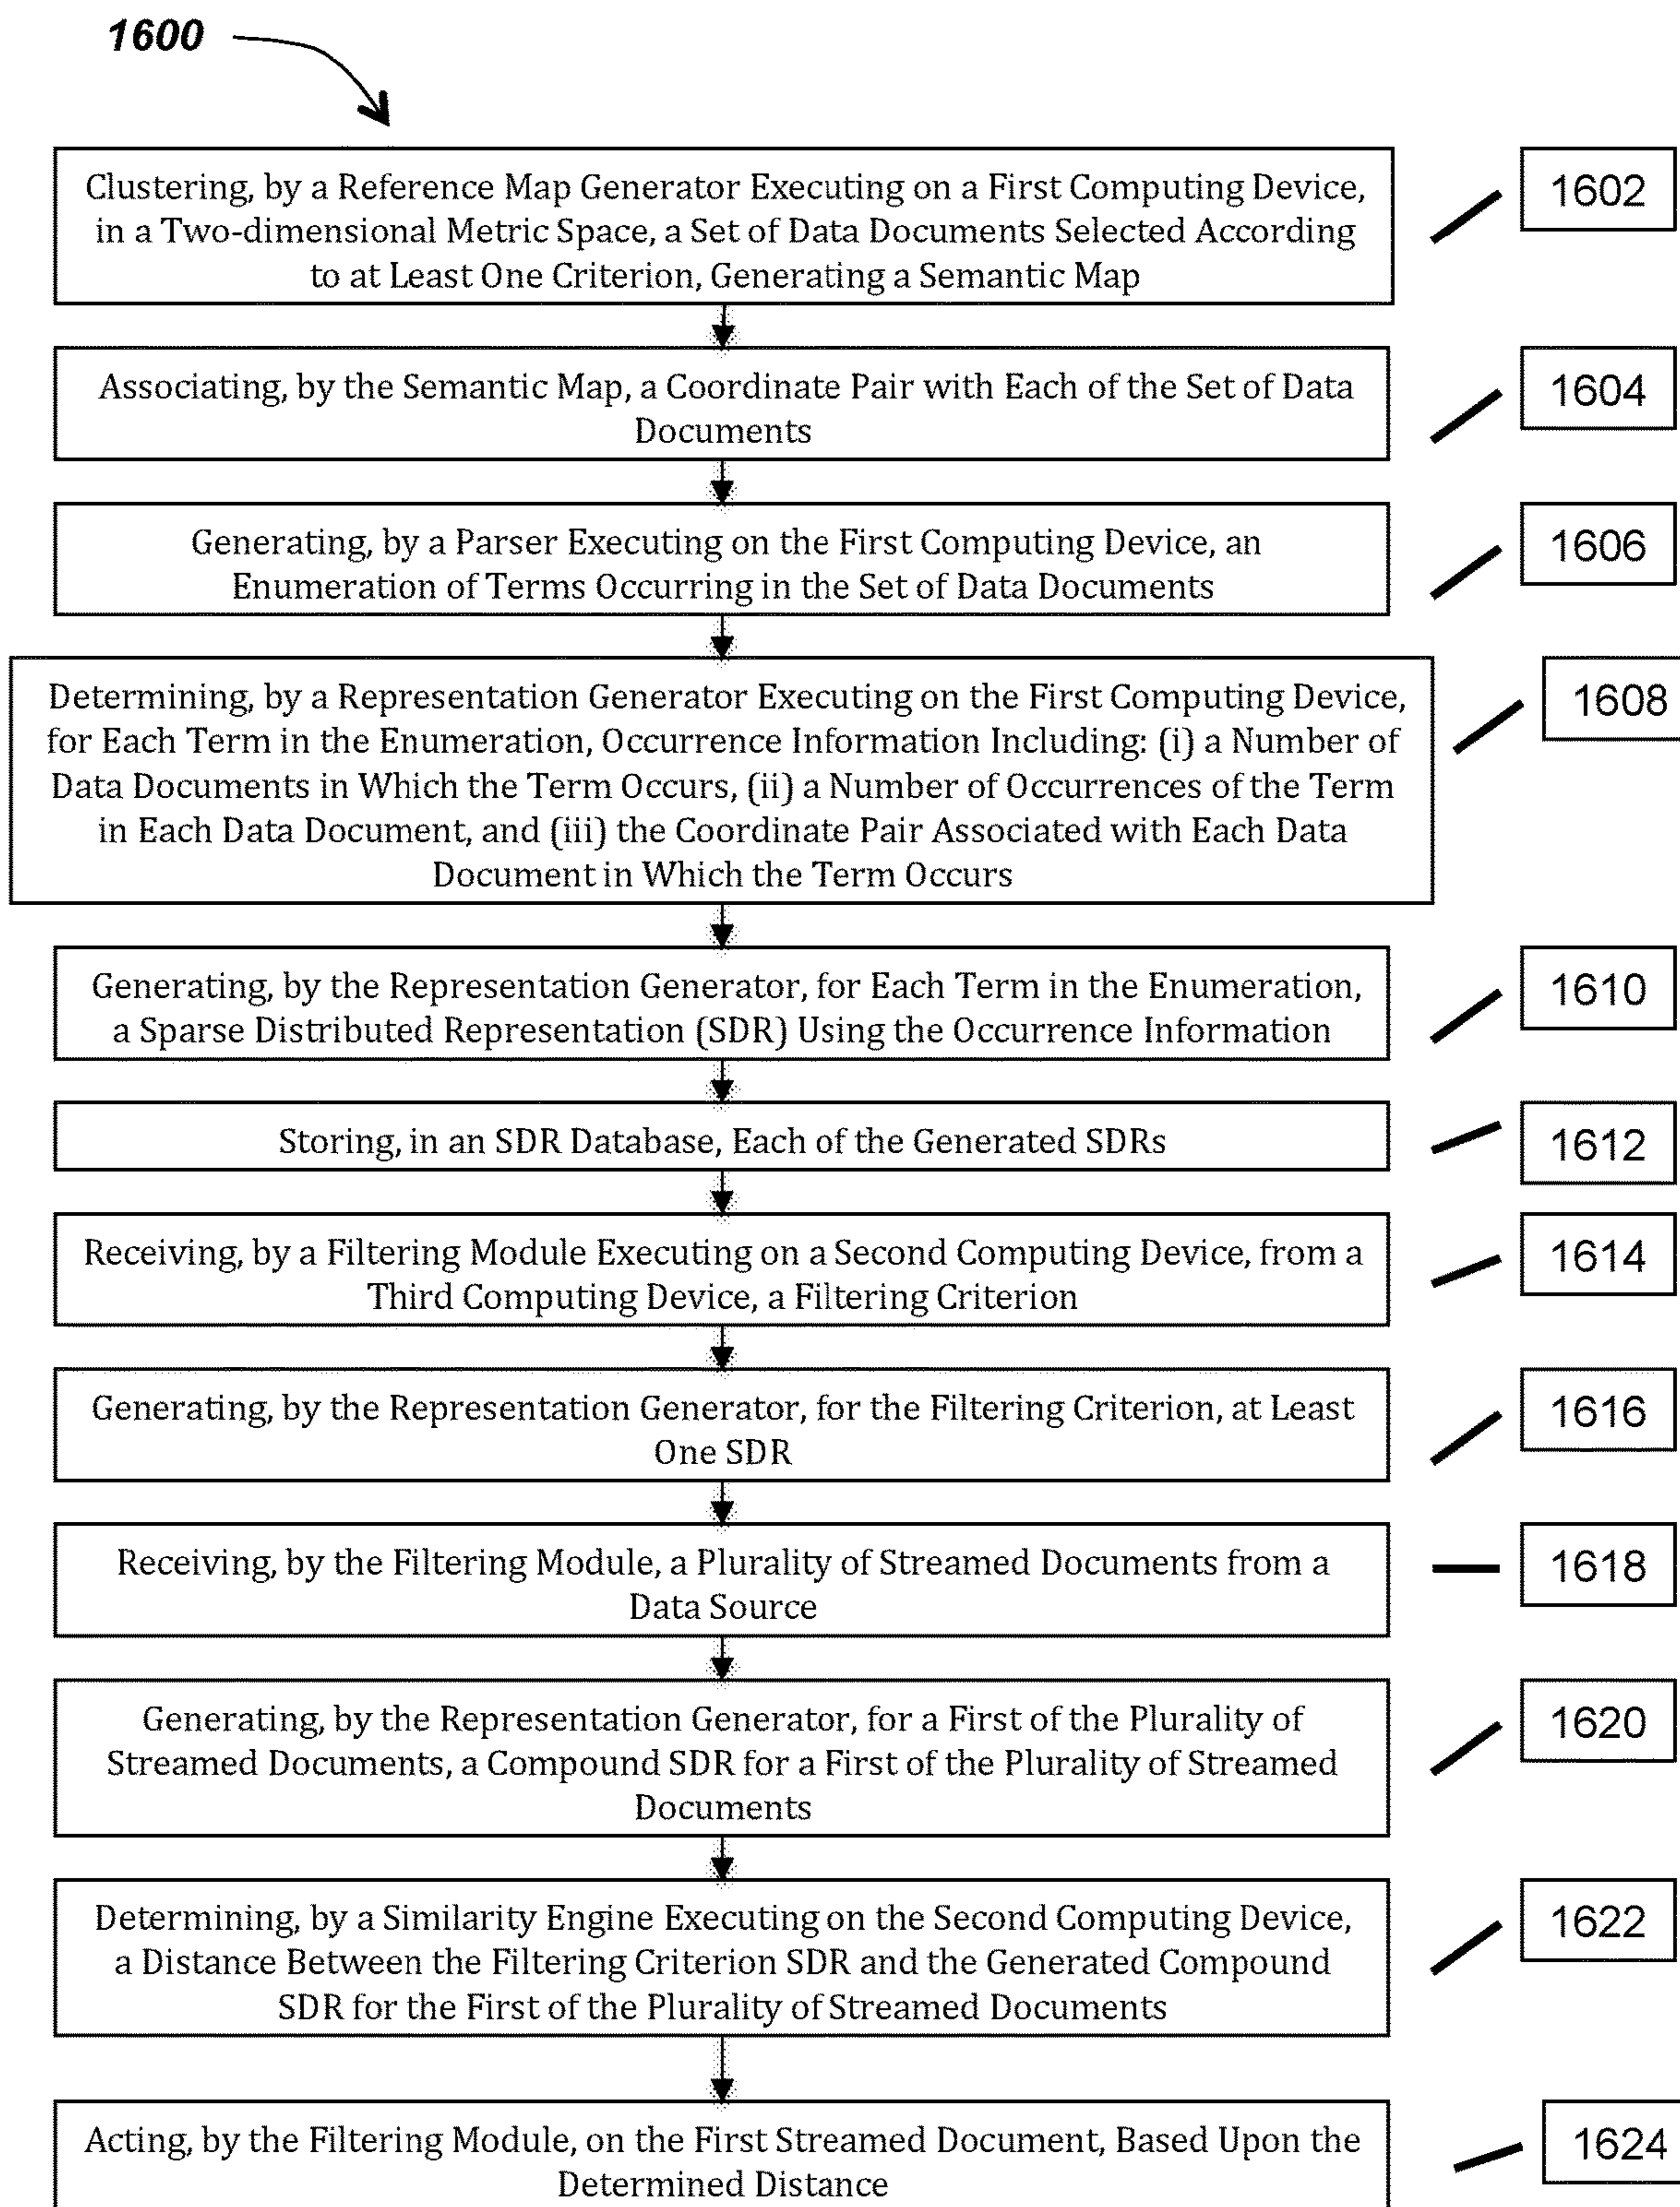 1600
Clustering, by a Reference Map Generator Executing on a First Computing Device,
in a Two-dimensional Metric Space, a Set of Data Documents Selected According
to at Least One Criterion, Generating a Semantic Map
1602
Associating, by the Semantic Map, a Coordinate Pair with Each of the Set of Data
Documents
1604
Generating, by a Parser Executing on the First Computing Device, an
Enumeration of Terms Occurring in the Set of Data Documents
1606
Determining, by a Representation Generator Executing on the First Computing Device,
for Each Term in the Enumeration, Occurrence Information Including: (i) a Number of
Data Documents in Which the Term Occurs, (ii) a Number of Occurrences of the Term
in Each Data Document, and (iii) the Coordinate Pair Associated with Each Data
Document in Which the Term Occurs
1608
Generating, by the Representation Generator, for Each Term in the Enumeration,
a Sparse Distributed Representation (SDR) Using the Occurrence Information
1610
Storing, in an SDR Database, Each of the Generated SDRs
1612
Receiving, by a Filtering Module Executing on a Second Computing Device, from a
Third Computing Device, a Filtering Criterion
1614
Generating, by the Representation Generator, for the Filtering Criterion, at Least
One SDR
1616
Receiving, by the Filtering Module, a Plurality of Streamed Documents from a
Data Source
1618
Generating, by the Representation Generator, for a First of the Plurality of
Streamed Documents, a Compound SDR for a First of the Plurality of Streamed
Documents
1620
Determining, by a Similarity Engine Executing on the Second Computing Device,
a Distance Between the Filtering Criterion SDR and the Generated Compound
SDR for the First of the Plurality of Streamed Documents
1622
Acting, by the Filtering Module, on the First Streamed Document, Based Upon the
Determined Distance
1624